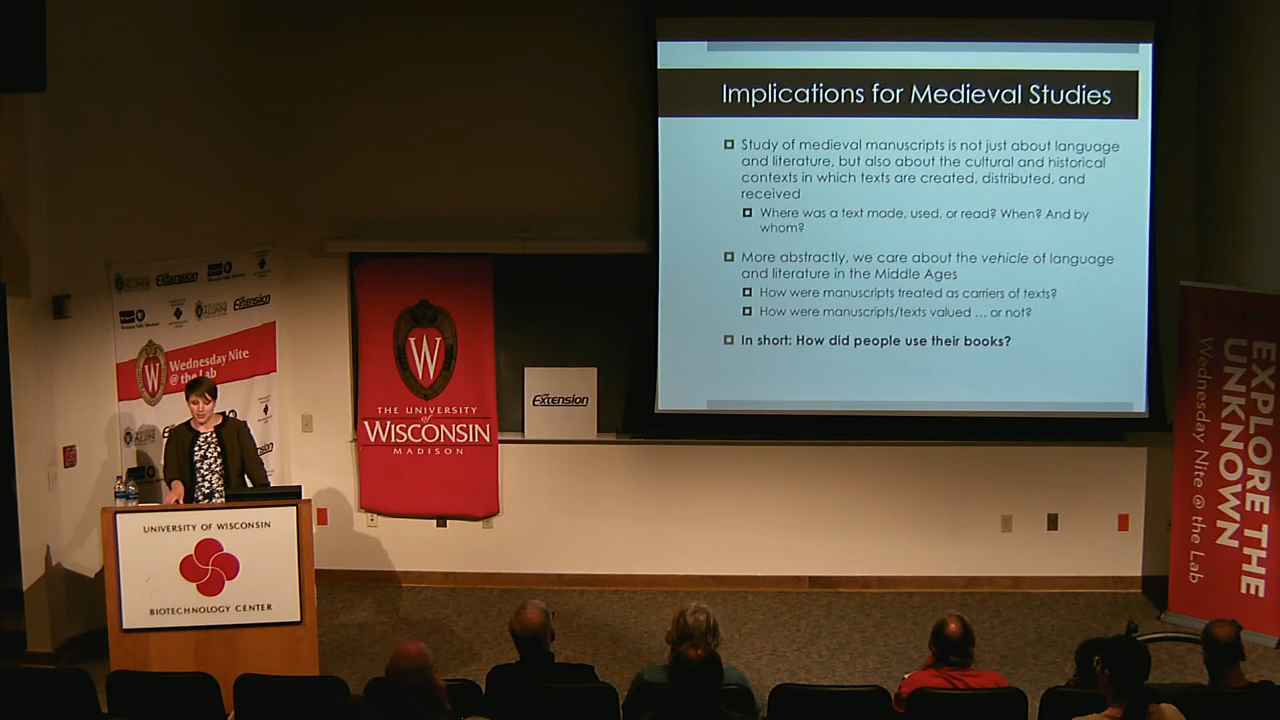 Implications for Medieval Studies
Study of medieval manuscripts is not just about language
and literature, but also about the cultural and historical
contexts in which texts are created, distributed, and
received
Where was a text made, used, or read? When? And by
whom?
More abstractly, we care about the vehicle of language
and literature in the Middle Ages
How were manuscripts treated as carriers of texts?
How were manuscripts/texts valued ... or not?
In short: How did people use their books?
Extension
Extension
Wednesday Nite
@ the Lab
W
THE UNIVERSITY
of
WISCONSIN
MADISON
Extension
UNIVERSITY OF WISCONSIN
BIOTECHNOLOGY CENTER
EXPLORE THE
UNKNOWN
Wednesday Nite @ the Lab